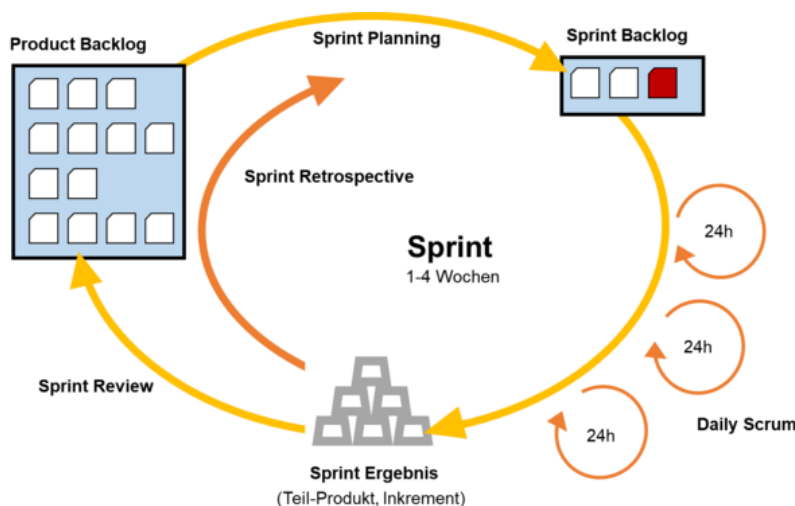 Product Backlog
Sprint Planning
Sprint Backlog
Sprint Retrospective
Sprint
1-4 Wochen
24h
24h
24h
Daily Scrum
Sprint Review
Sprint Ergebnis
(Teil-Produkt, Inkrement)